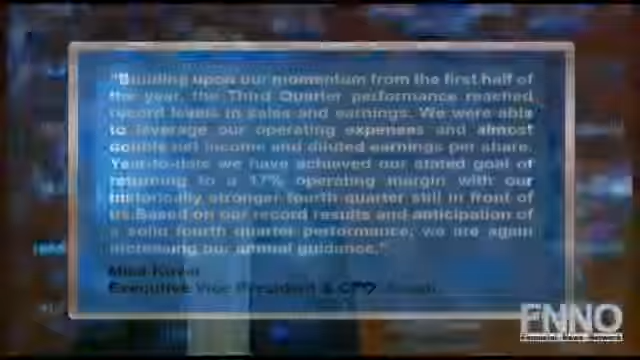 "Building upon our momentum from the first half of
the year, the Third Quarter performance reached
record levels in sales and earnings. We were able
to leverage our operating expenses and almost
double net income and diluted earnings per share.
Year-to-date we have achieved our stated goal of
returning to a 17% operating margin with our
historically stronger fourth quarter still in front of
us.Based on our record results and anticipation of
a solid fourth quarter performance, we are again
increasing our annual guidance."
Executive Vice President &
FNNO